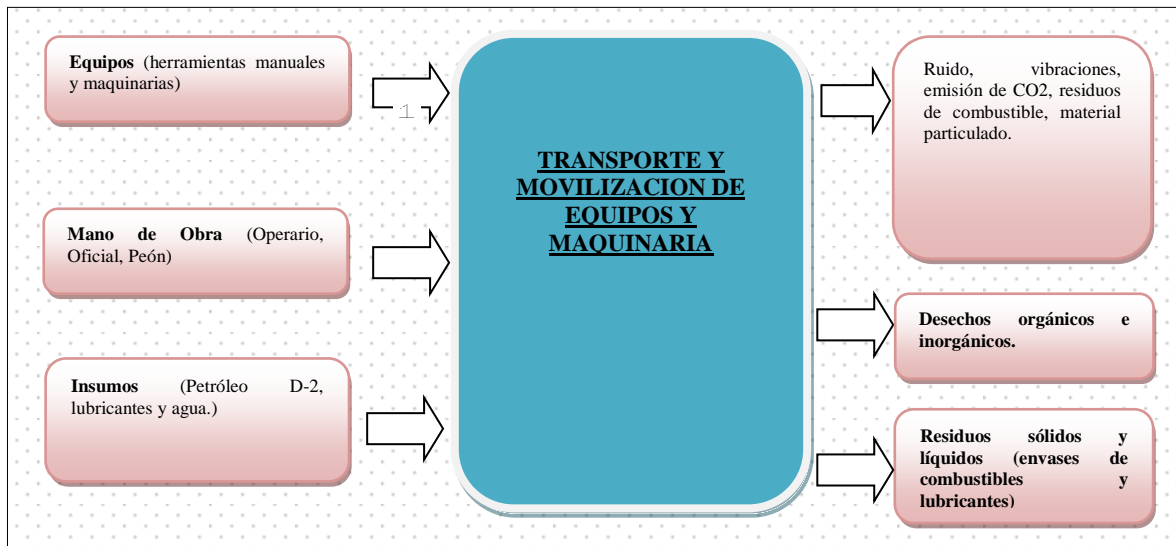 Equipos (herramientas manuales
y maquinarias)
1
Mano de Obra (Operario,
Oficial, Peón)
Insumos (Petróleo D-2,
lubricantes y agua.)
TRANSPORTE Y
MOVILIZACION DE
EQUIPOS Y
MAQUINARIA
Ruido, vibraciones,
emisión de CO2, residuos
de combustible, material
particulado.
Desechos orgánicos e
inorgánicos.
Residuos sólidos y
líquidos (envases de
combustibles y
lubricantes)